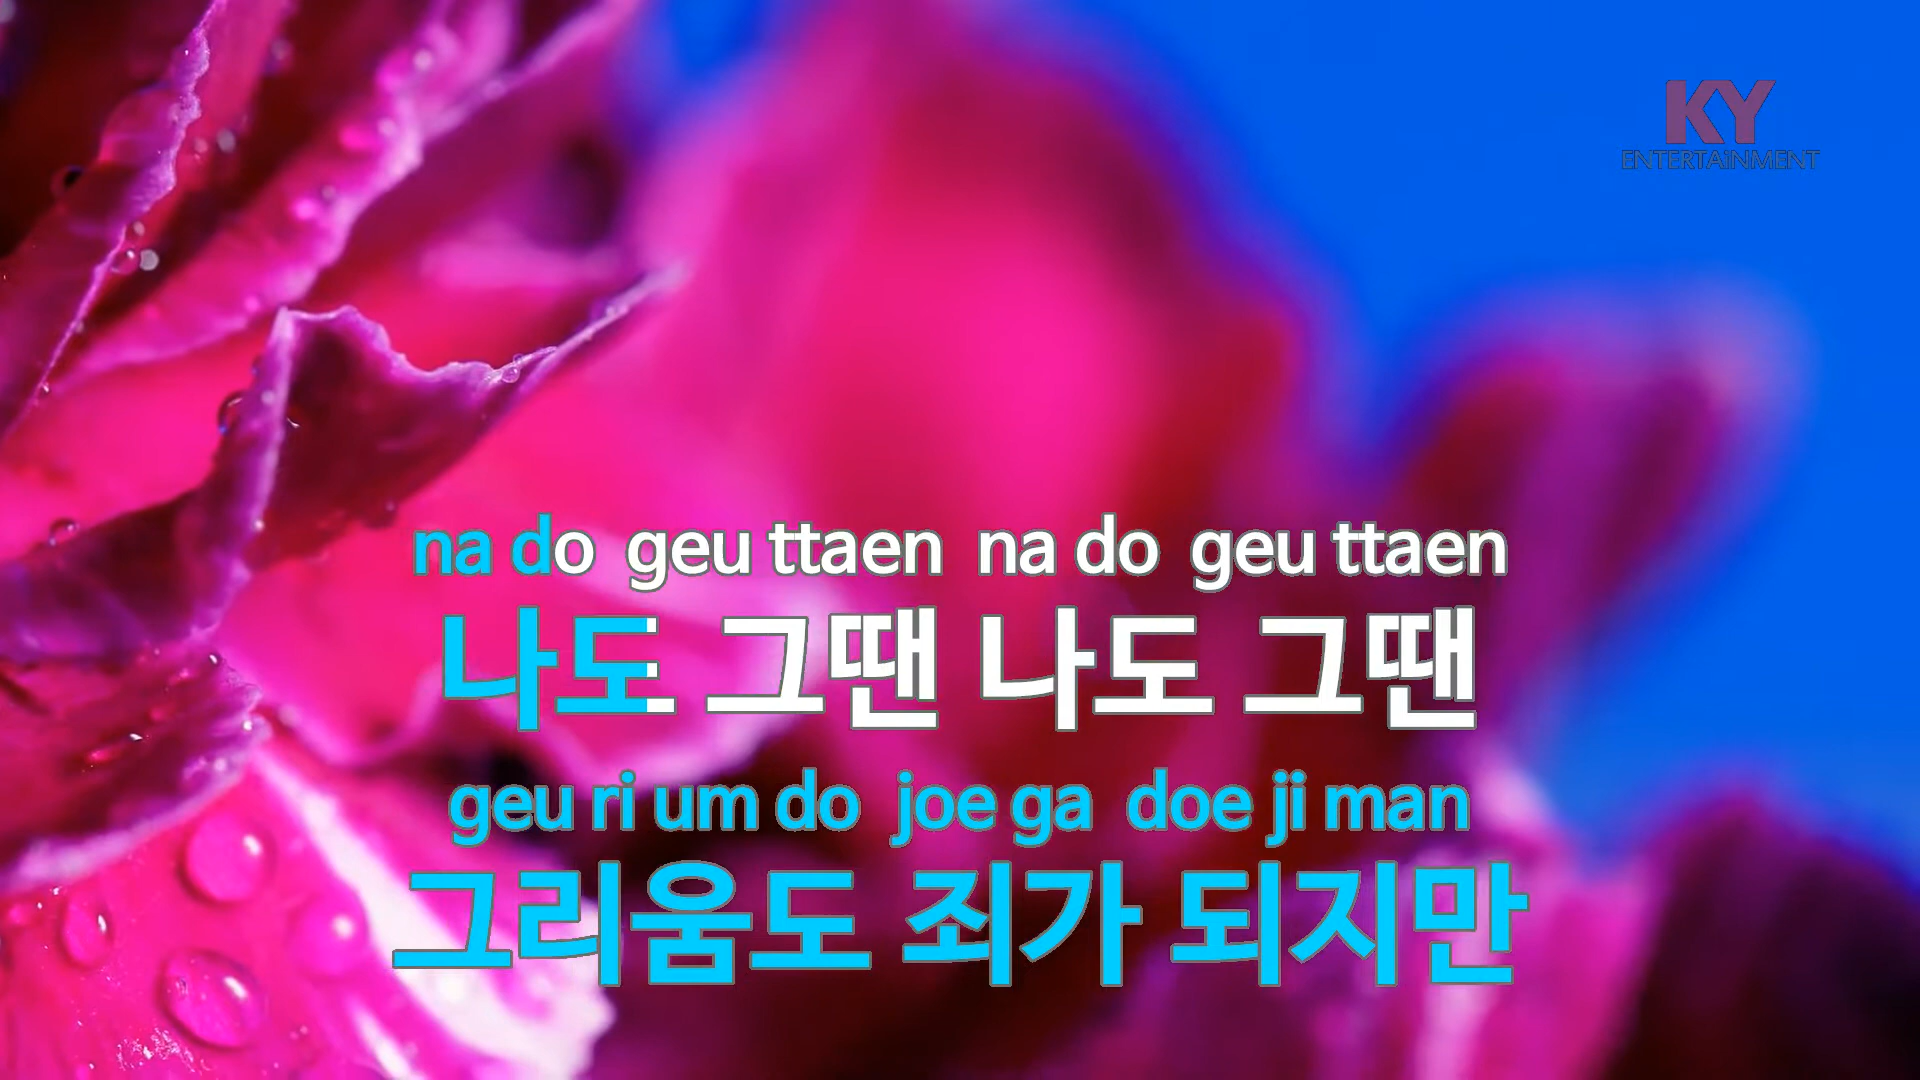 KY
ENTERTAiNMENT
na do geu ttaen na do geu ttaen
나도 그땐 나도 그땐
geu ri um do joe ga doe ji man
그리움도 죄가 되지만